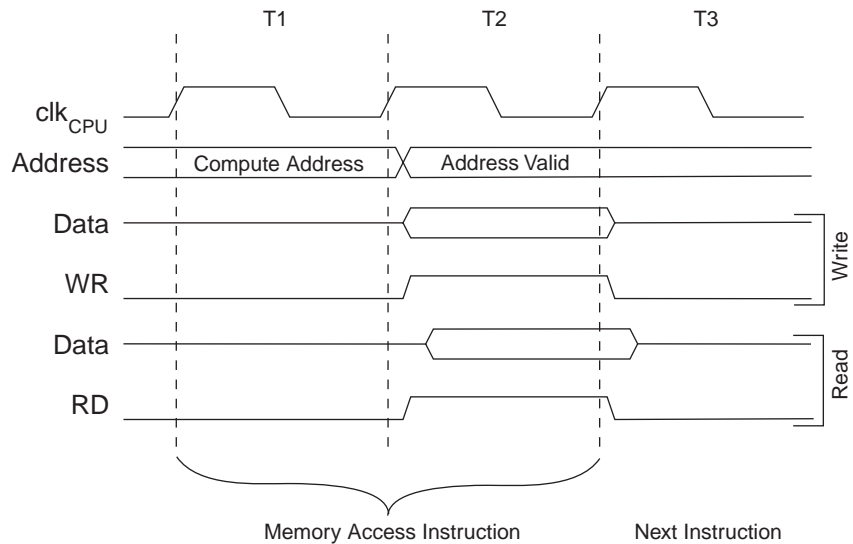 T1 T2 T3
clkCPU
Address Compute Address Address Valid
Data
WR
Write
Data
RD
Read
Memory Access Instruction Next Instruction